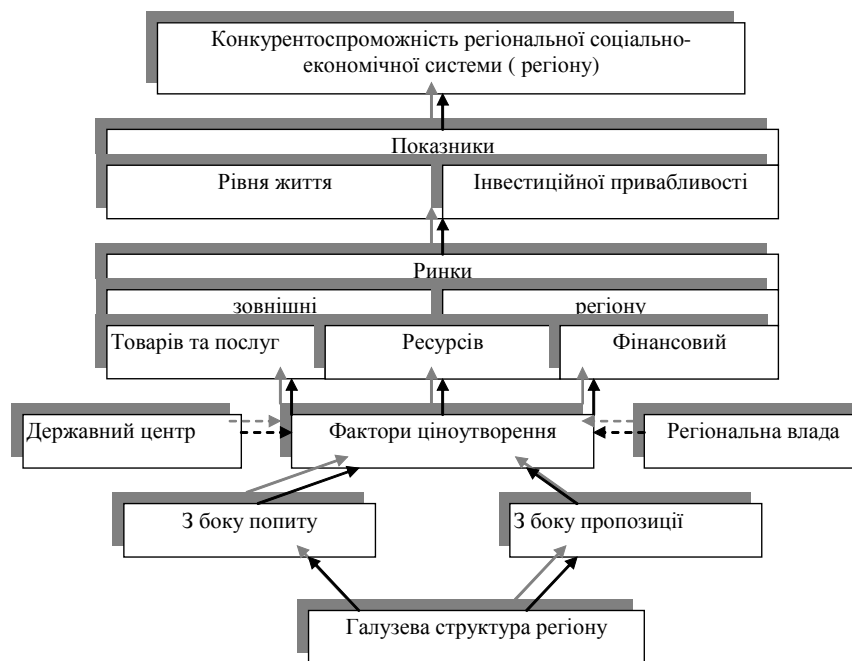 Конкурентоспроможність регіональної соціально-
економічної системи ( регіону)
Показники
Рівня життя
Інвестиційної привабливості
Ринки
зовнішні
регіону
Товарів та послуг
Ресурсів
Фінансовий
Державний центр
Фактори ціноутворення
Регіональна влада
З боку попиту
З боку пропозиції
Галузева структура регіону